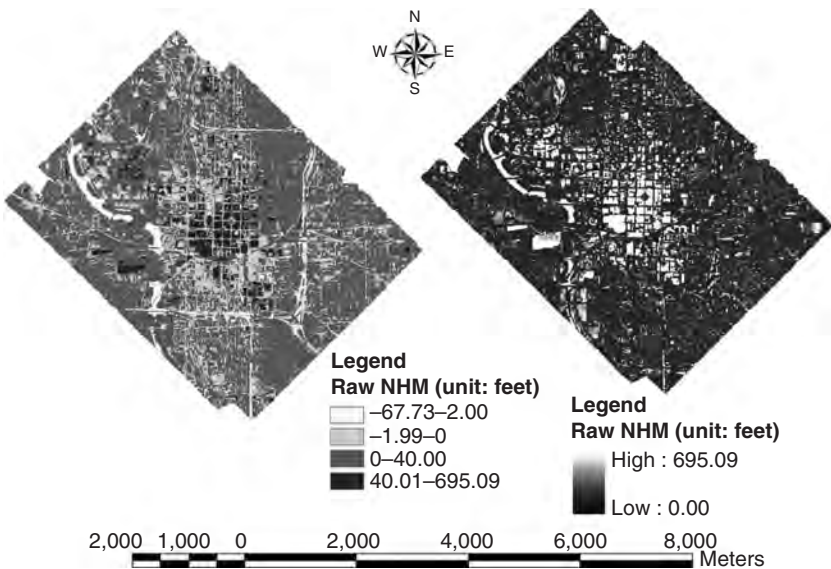 N
W E
S
Legend
Raw NHM (unit: feet)
–67.73–2.00
–1.99–0
0–40.00
40.01–695.09
Legend
Raw NHM (unit: feet)
High : 695.09
Low : 0.00
2,000 1,000 0 2,000 4,000 6,000 8,000
Meters